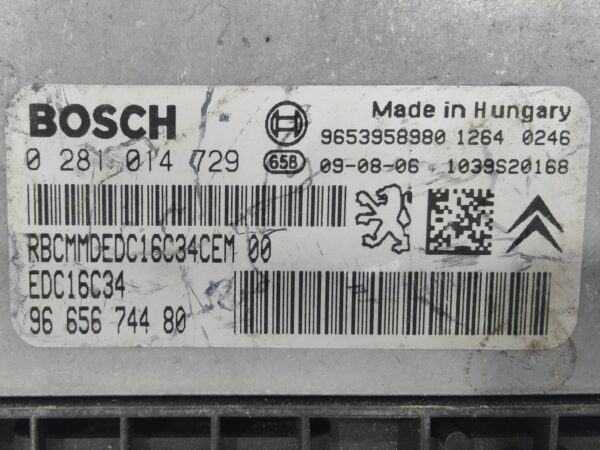 BOSCH
Made in Hungary
9653958980 1264 0246
0 281 014 729
658 09-08-06 1039S20168
RBCMMDEDC16C34CEM 00
EDC16C34
96 656 744 80